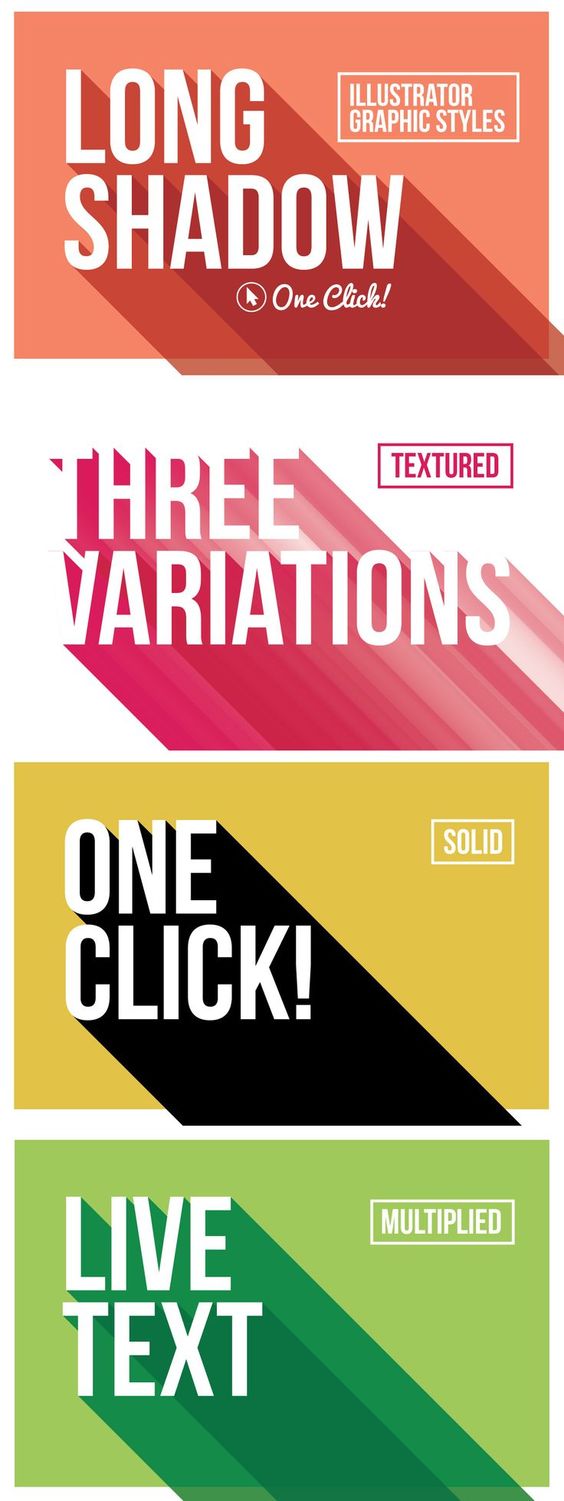 LONG
SHADOW
ILLUSTRATOR
GRAPHIC STYLES
One Click!
THREE
VARIATIONS
TEXTURED
ONE
CLICK!
SOLID
LIVE
TEXT
MULTIPLIED